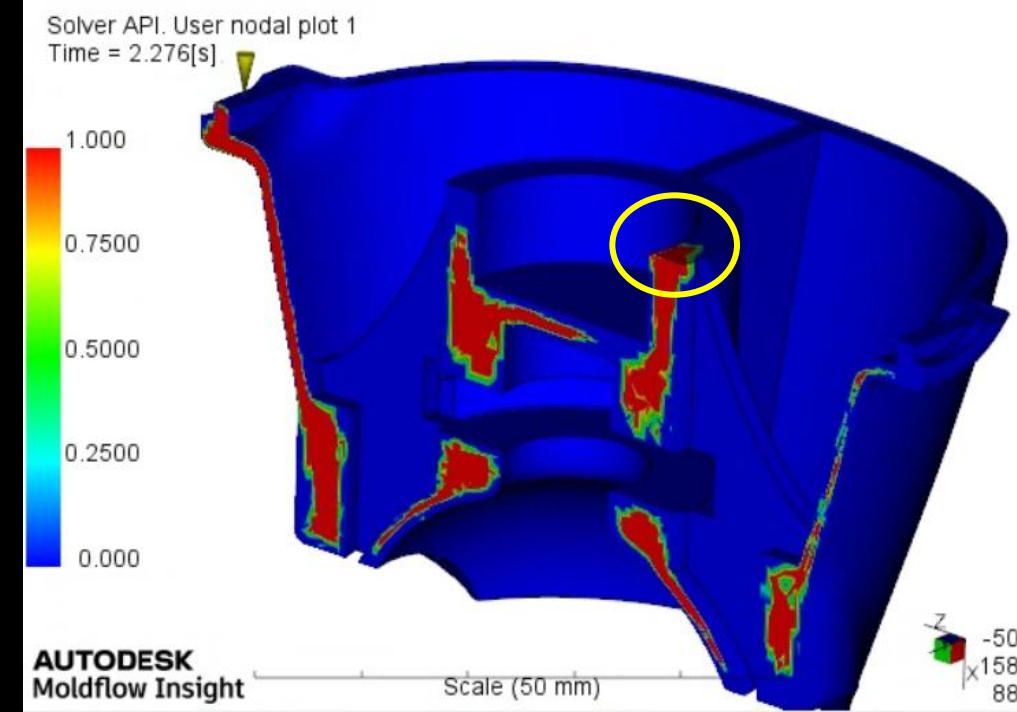 Solver API. User nodal plot 1
Time = 2.276[s]
1.000
0.7500
0.5000
0.2500
0.000
AUTODESK
Moldflow Insight
Scale (50 mm)
Z
X
-50
158
88